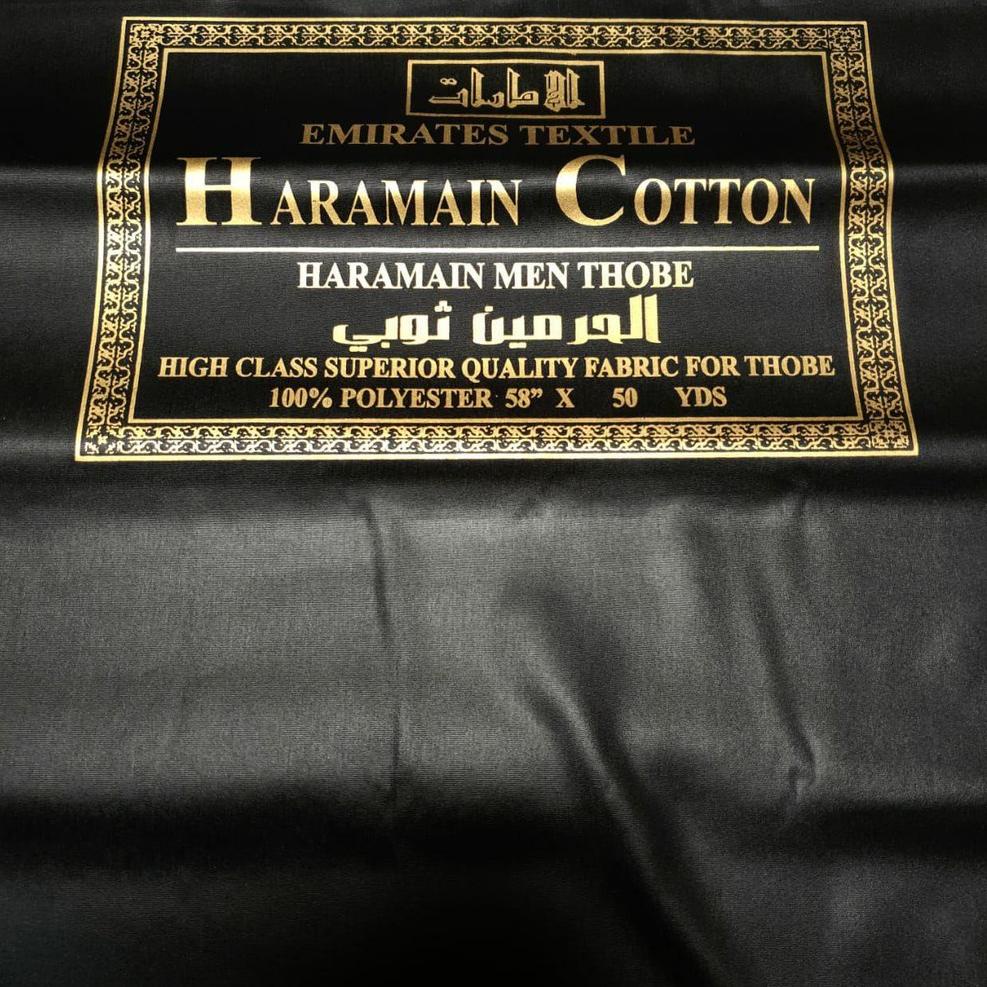 الإمارات
EMIRATES TEXTILE
HARAMAIN COTTON
HARAMAIN MEN THOBE
الحرمين ثوبي
HIGH CLASS SUPERIOR QUALITY FABRIC FOR THOBE
100% POLYESTER 58” X 50 YDS